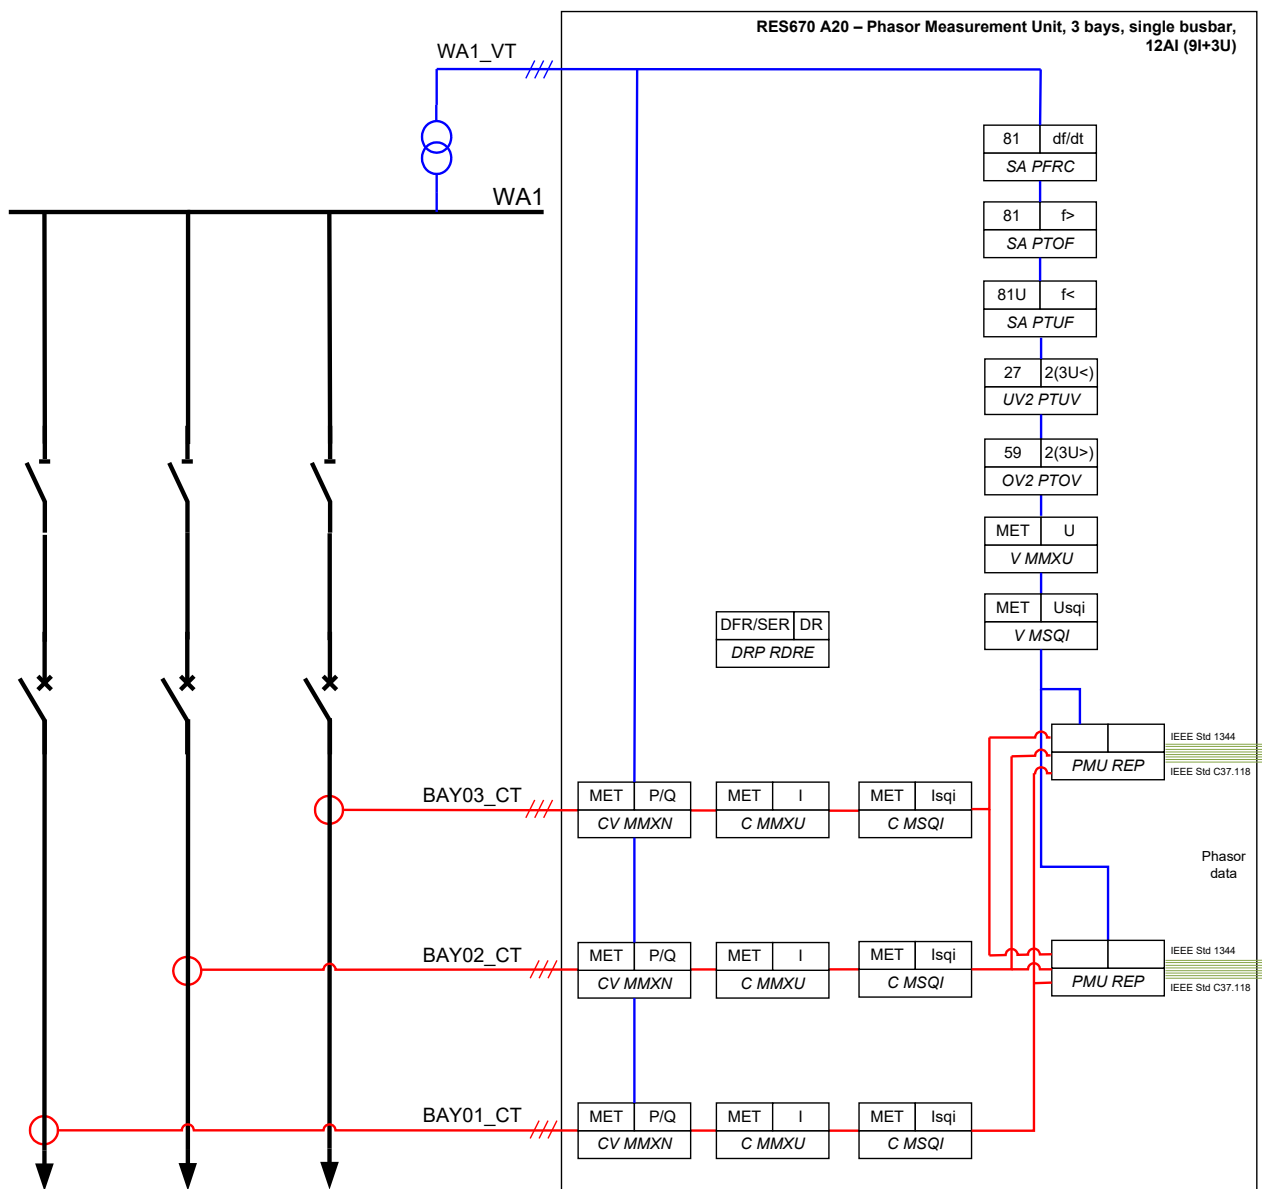 RES670 A20 – Phasor Measurement Unit, 3 bays, single busbar,
12AI (9I+3U)
WA1_VT
WA1
81 df/dt
SA PFRC
81 f>
SA PTOF
81U f<
SA PTUF
27 2(3U<)
UV2 PTUV
59 2(3U>)
OV2 PTOV
MET U
V MMXU
MET Usqi
V MSQI
DFR/SER DR
DRP RDRE
IEEE Std 1344
PMU REP
IEEE Std C37.118
BAY03_CT
MET P/Q
CV MMXN
MET I
C MMXU
MET Isqi
C MSQI
Phasor
data
BAY02_CT
MET P/Q
CV MMXN
MET I
C MMXU
MET Isqi
C MSQI
IEEE Std 1344
PMU REP
IEEE Std C37.118
BAY01_CT
MET P/Q
CV MMXN
MET I
C MMXU
MET Isqi
C MSQI